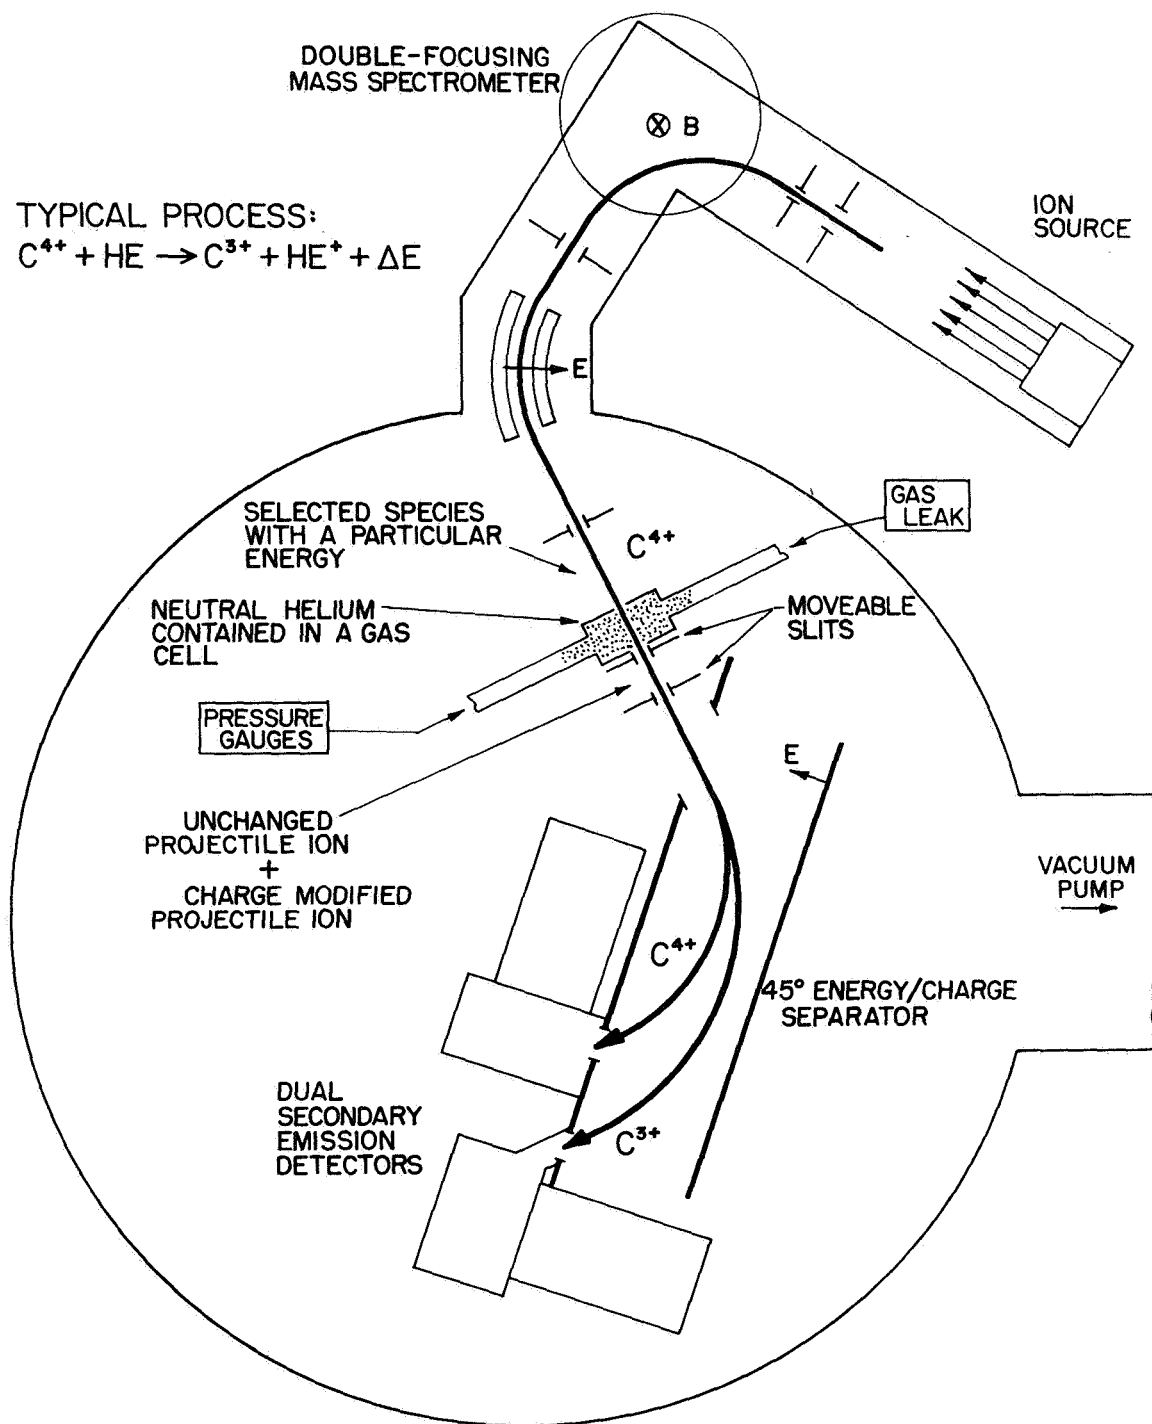 DOUBLE-FOCUSING
MASS SPECTROMETER
⊗ B
TYPICAL PROCESS:
C⁴⁺ + HE → C³⁺ + HE⁺ + ΔE
ION
SOURCE
E
GAS
LEAK
SELECTED SPECIES
WITH A PARTICULAR
ENERGY
C⁴⁺
NEUTRAL HELIUM
CONTAINED IN A GAS
CELL
MOVEABLE
SLITS
PRESSURE
GAUGES
E
UNCHANGED
PROJECTILE ION
+
CHARGE MODIFIED
PROJECTILE ION
VACUUM
PUMP
C⁴⁺
45° ENERGY/CHARGE
SEPARATOR
DUAL
SECONDARY
EMISSION
DETECTORS
C³⁺